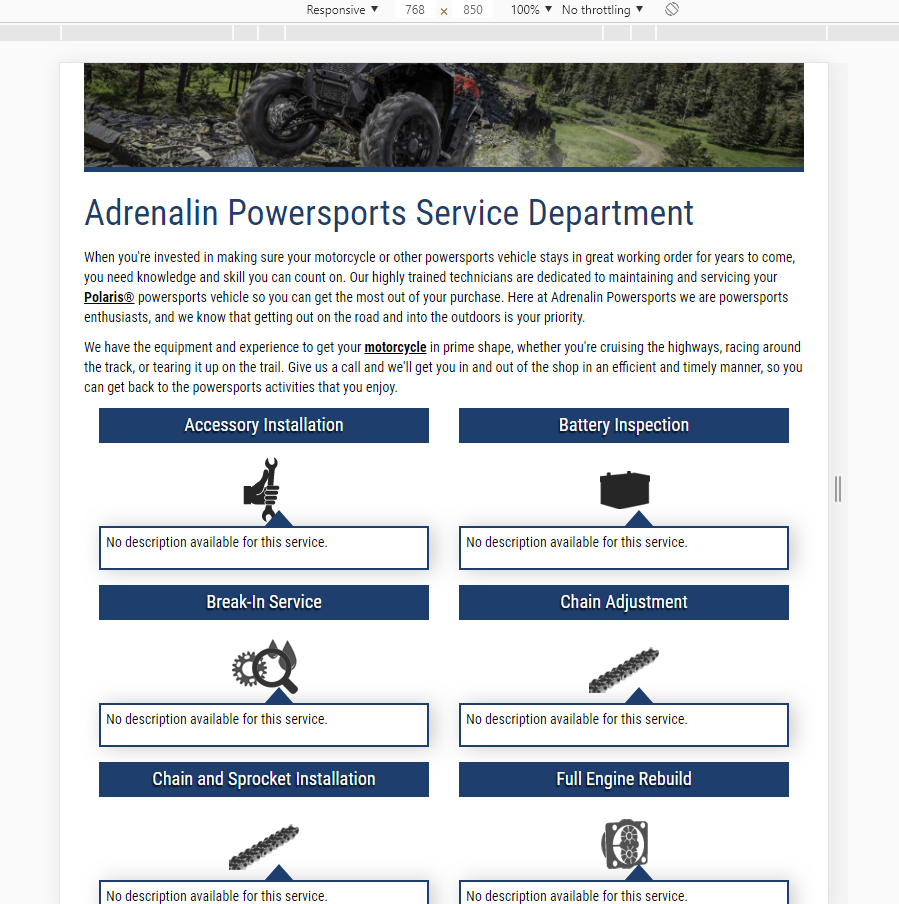 Responsive ▼ 768 × 850 100% ▼ No throttling ▼
Adrenalin Powersports Service Department
When you're invested in making sure your motorcycle or other powersports vehicle stays in great working order for years to come,
you need knowledge and skill you can count on. Our highly trained technicians are dedicated to maintaining and servicing your
Polaris® powersports vehicle so you can get the most out of your purchase. Here at Adrenalin Powersports we are powersports
enthusiasts, and we know that getting out on the road and into the outdoors is your priority.
We have the equipment and experience to get your motorcycle in prime shape, whether you're cruising the highways, racing around
the track, or tearing it up on the trail. Give us a call and we'll get you in and out of the shop in an efficient and timely manner, so you
can get back to the powersports activities that you enjoy.
Accessory Installation
Battery Inspection
No description available for this service.
No description available for this service.
Break-In Service
Chain Adjustment
No description available for this service.
No description available for this service.
Chain and Sprocket Installation
Full Engine Rebuild
No description available for this service.
No description available for this service.